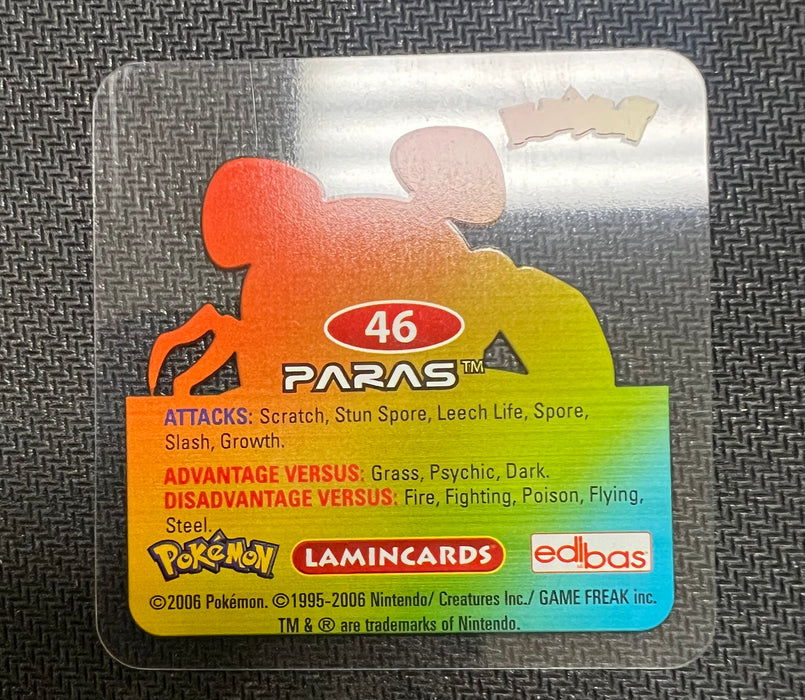 46
PARAS™
ATTACKS: Scratch, Stun Spore, Leech Life, Spore,
Slash, Growth.
ADVANTAGE VERSUS: Grass, Psychic, Dark.
DISADVANTAGE VERSUS: Fire, Fighting, Poison, Flying,
Steel.
POKéMON LAMINCARDS® edibas
©2006 Pokémon. ©1995-2006 Nintendo/ Creatures Inc./ GAME FREAK inc.
TM & ® are trademarks of Nintendo.